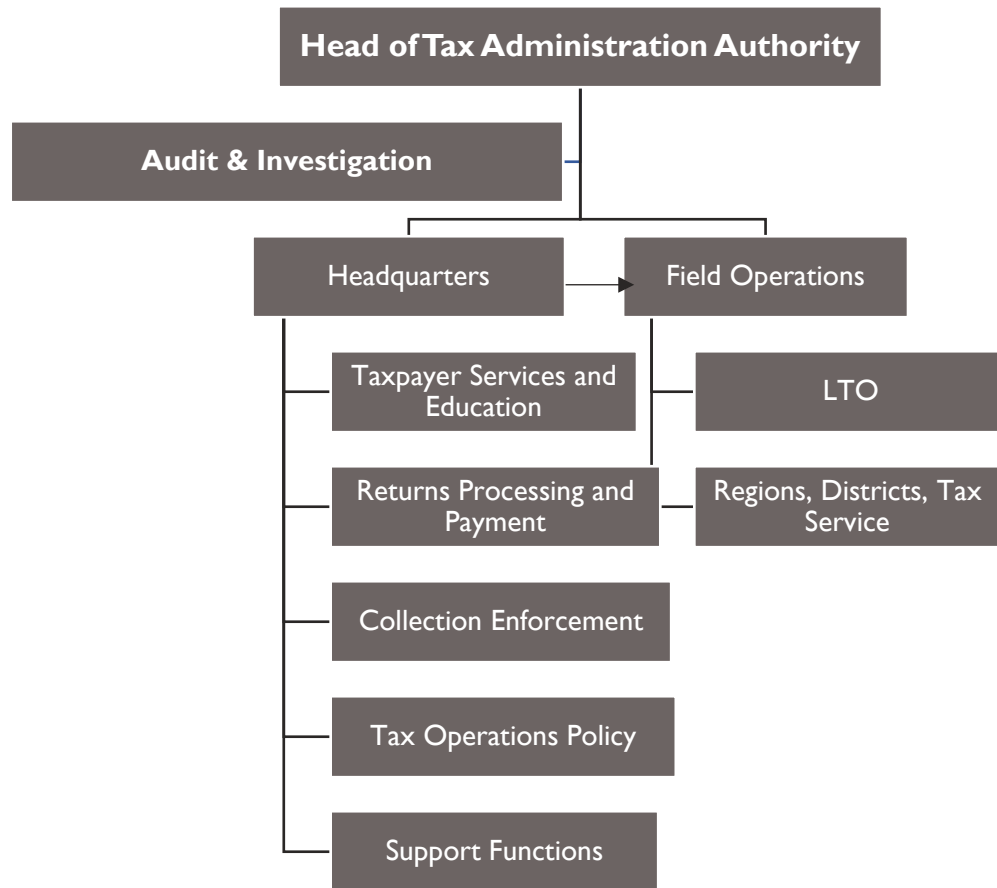 Head of Tax Administration Authority
Audit & Investigation
Headquarters
Field Operations
Taxpayer Services and
Education
LTO
Returns Processing and
Payment
Regions, Districts, Tax
Service
Collection Enforcement
Tax Operations Policy
Support Functions